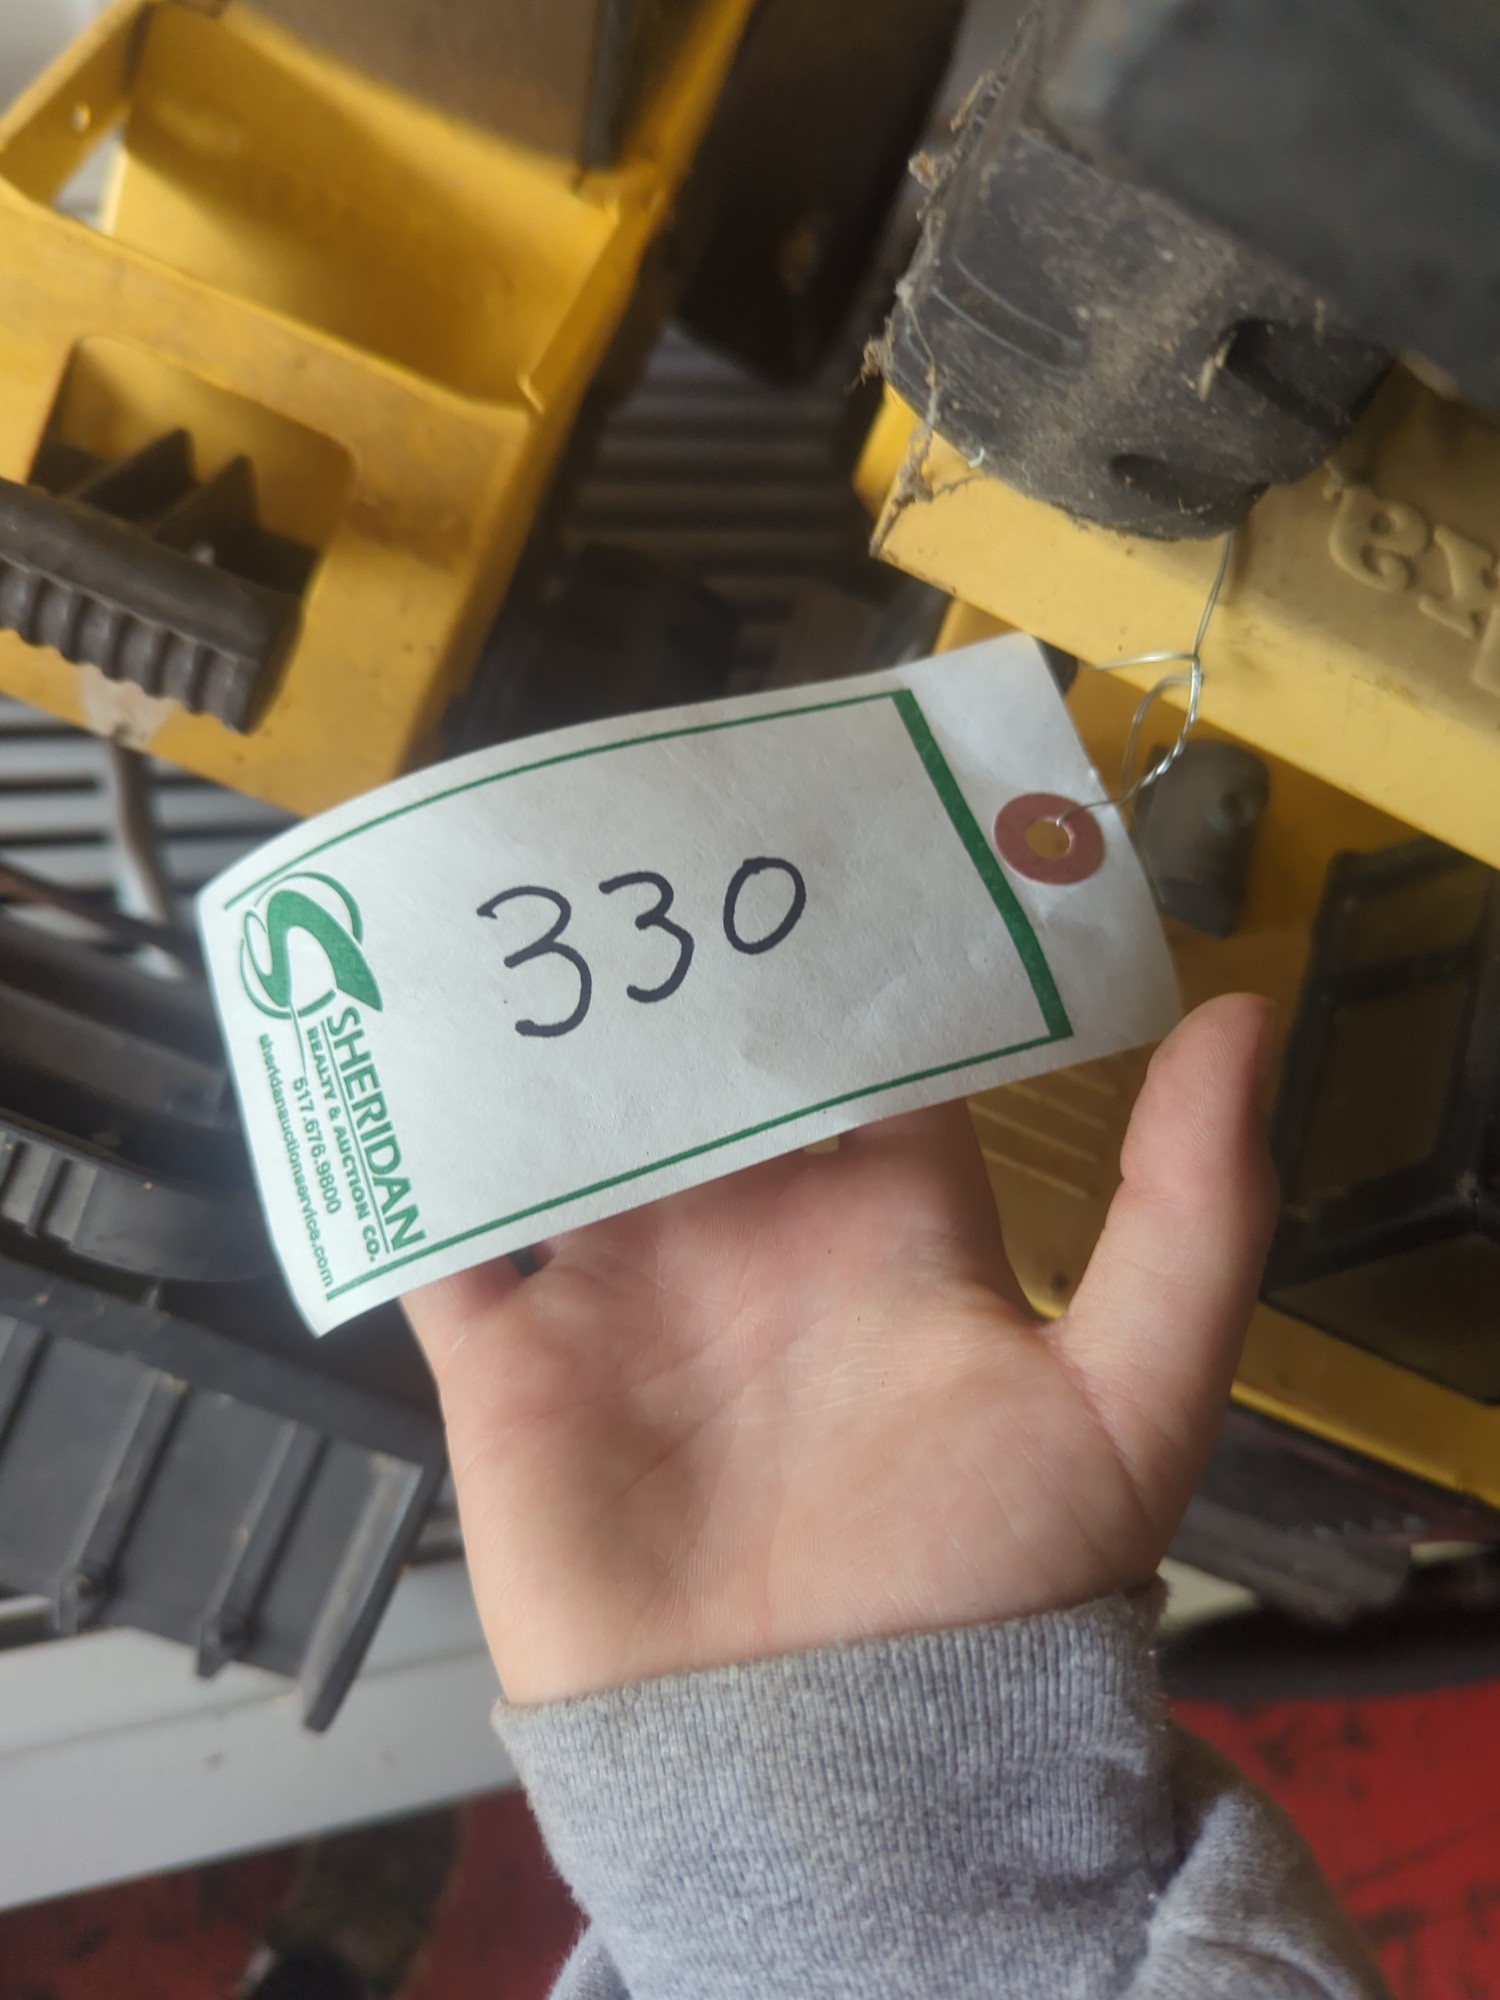 330
SHERIDAN
REALTY & AUCTION CO.
517.676.9800
sheridanauctionservice.com